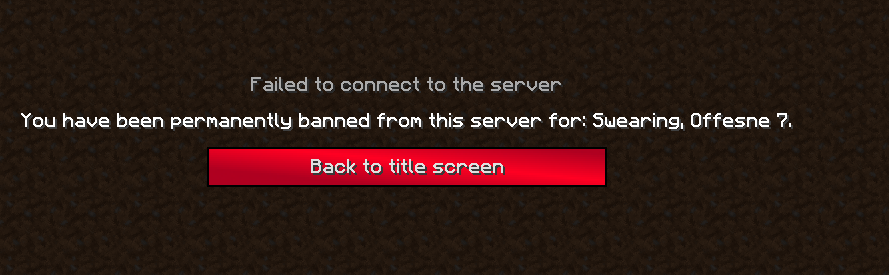 Failed to connect to the server
You have been permanently banned from this server for: Swearing, Offesne 7.
Back to title screen